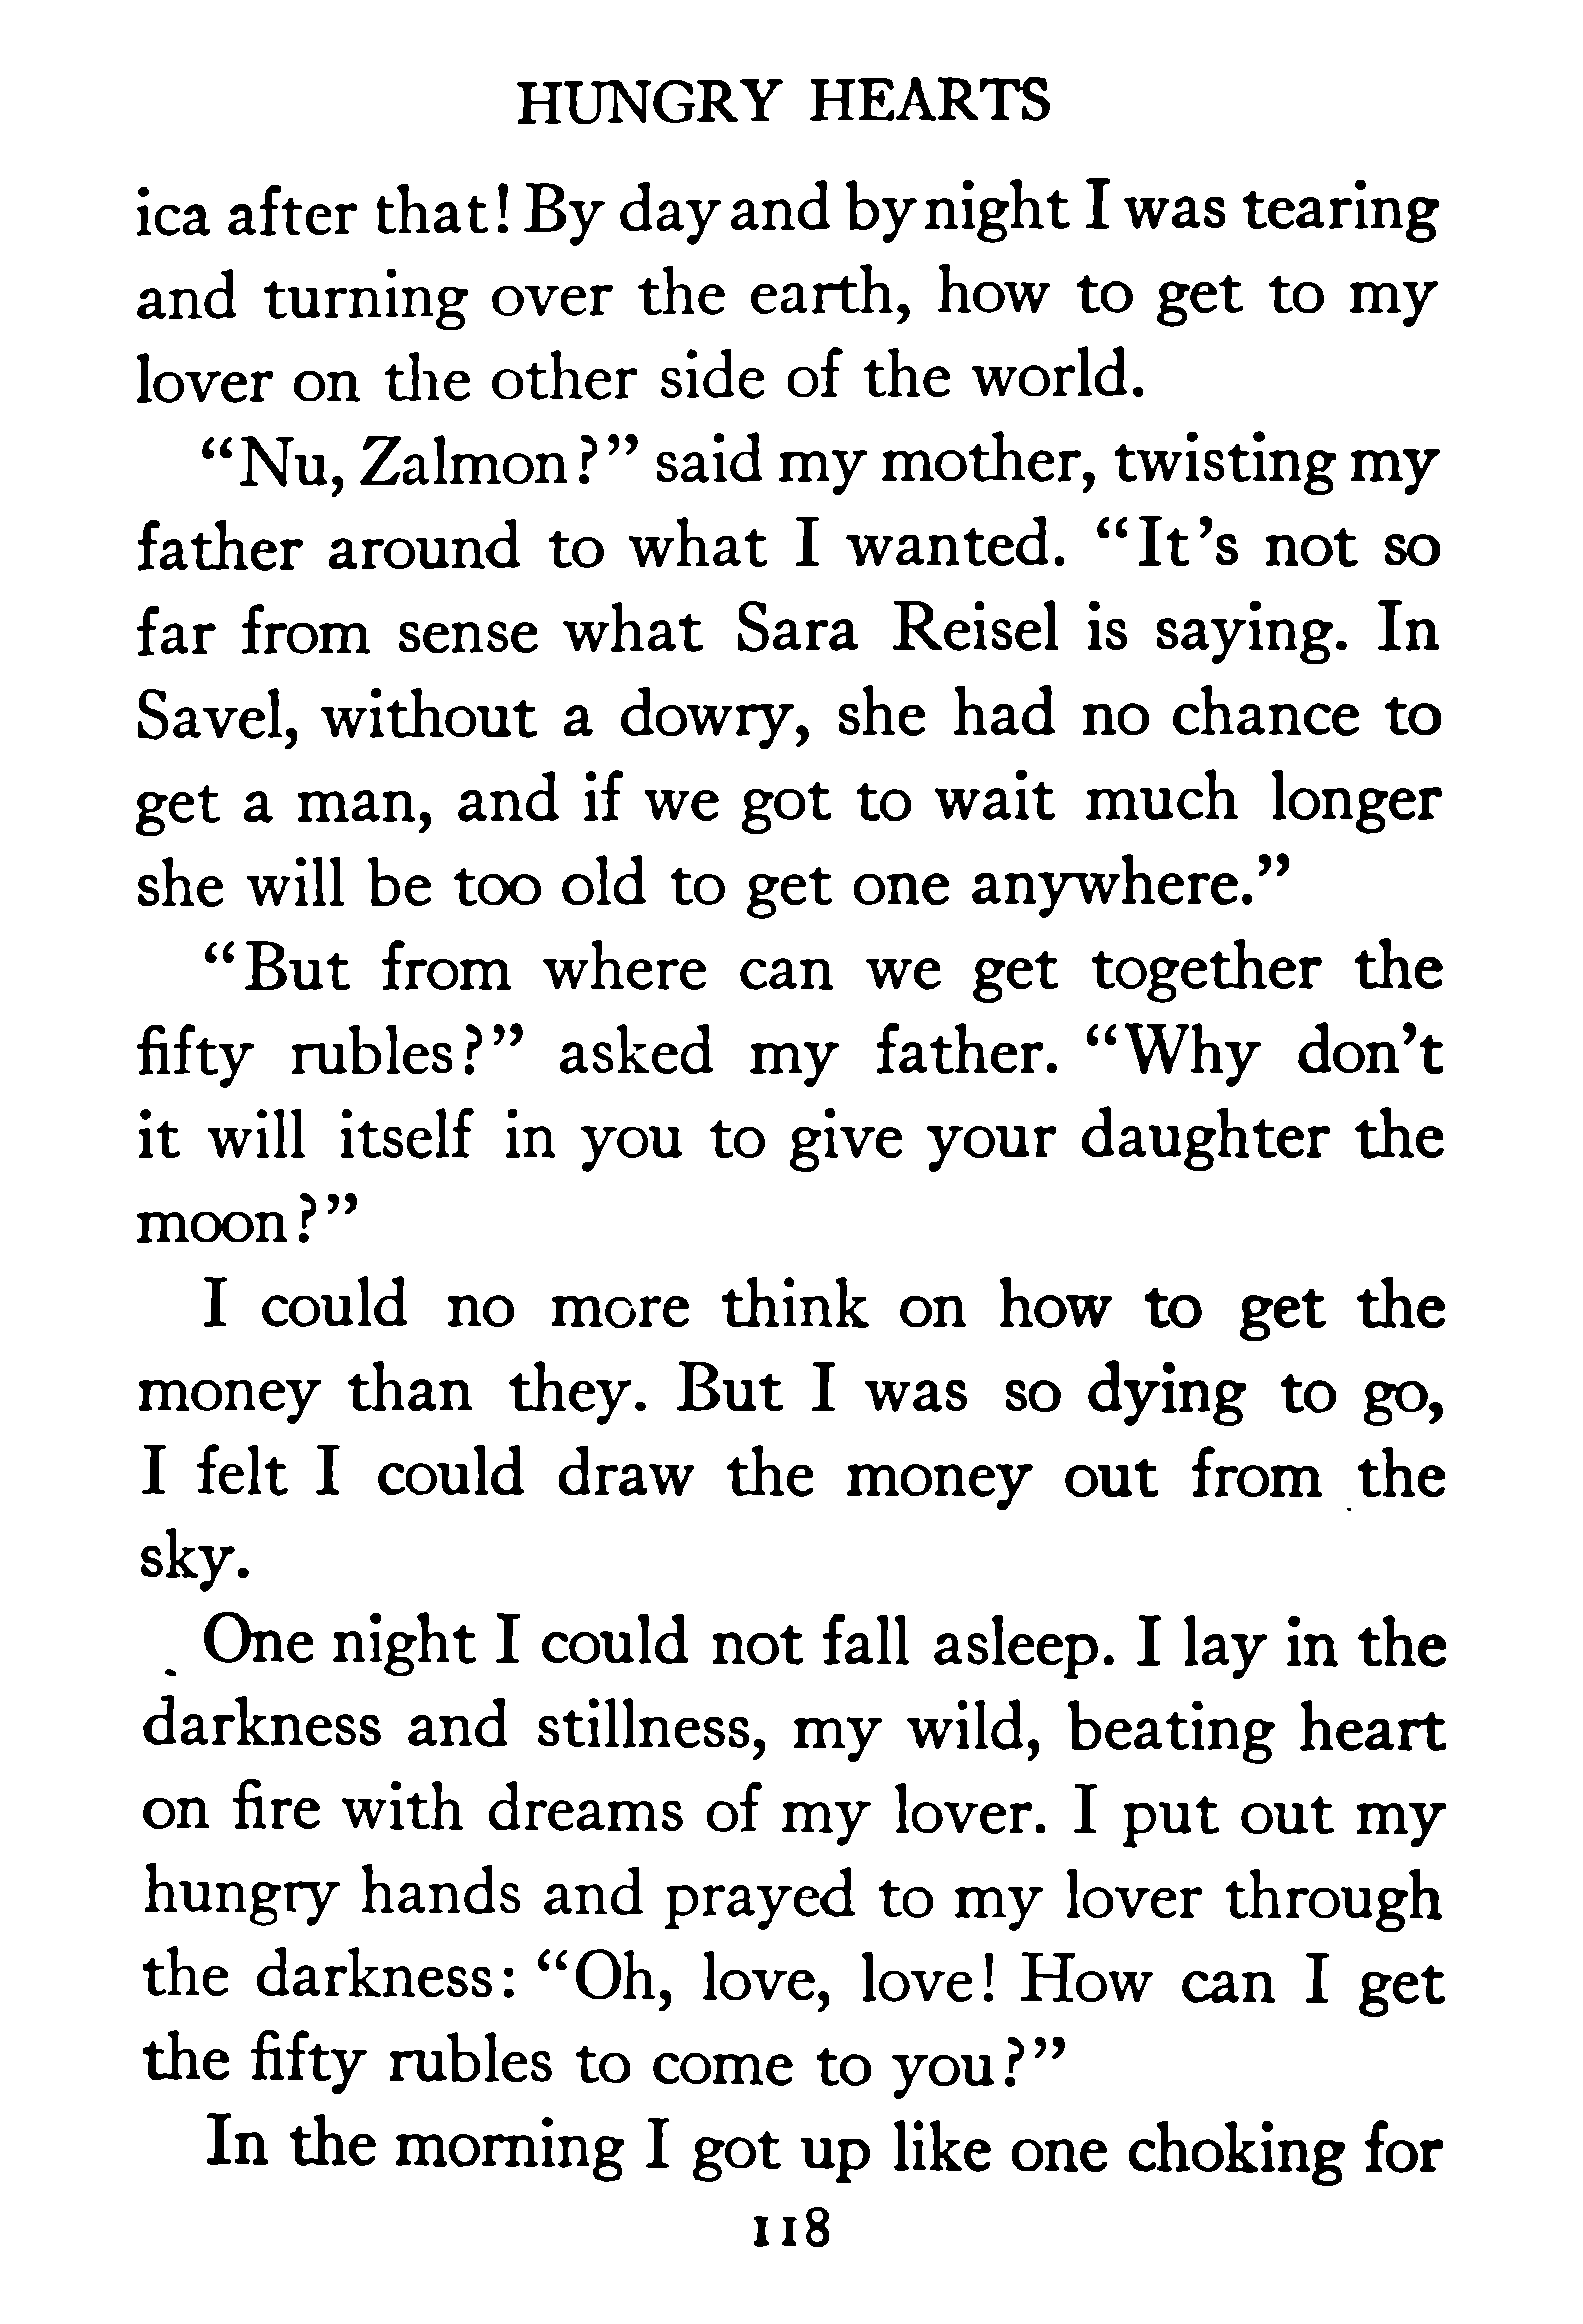 HUNGRY HEARTS
ica after that! By day and by night I was tearing
and turning over the earth, how to get to my
lover on the other side of the world.
“Nu, Zalmon?” said my mother, twisting my
father around to what I wanted. “It’s not so
far from sense what Sara Reisel is saying. In
Savel, without a dowry, she had no chance to
get a man, and if we got to wait much longer
she will be too old to get one anywhere.”
“But from where can we get together the
fifty rubles?” asked my father. “Why don’t
it will itself in you to give your daughter the
moon?”
I could no more think on how to get the
money than they. But I was so dying to go,
I felt I could draw the money out from the
sky.
One night I could not fall asleep. I lay in the
darkness and stillness, my wild, beating heart
on fire with dreams of my lover. I put out my
hungry hands and prayed to my lover through
the darkness: “Oh, love, love! How can I get
the fifty rubles to come to you?”
In the morning I got up like one choking for
118